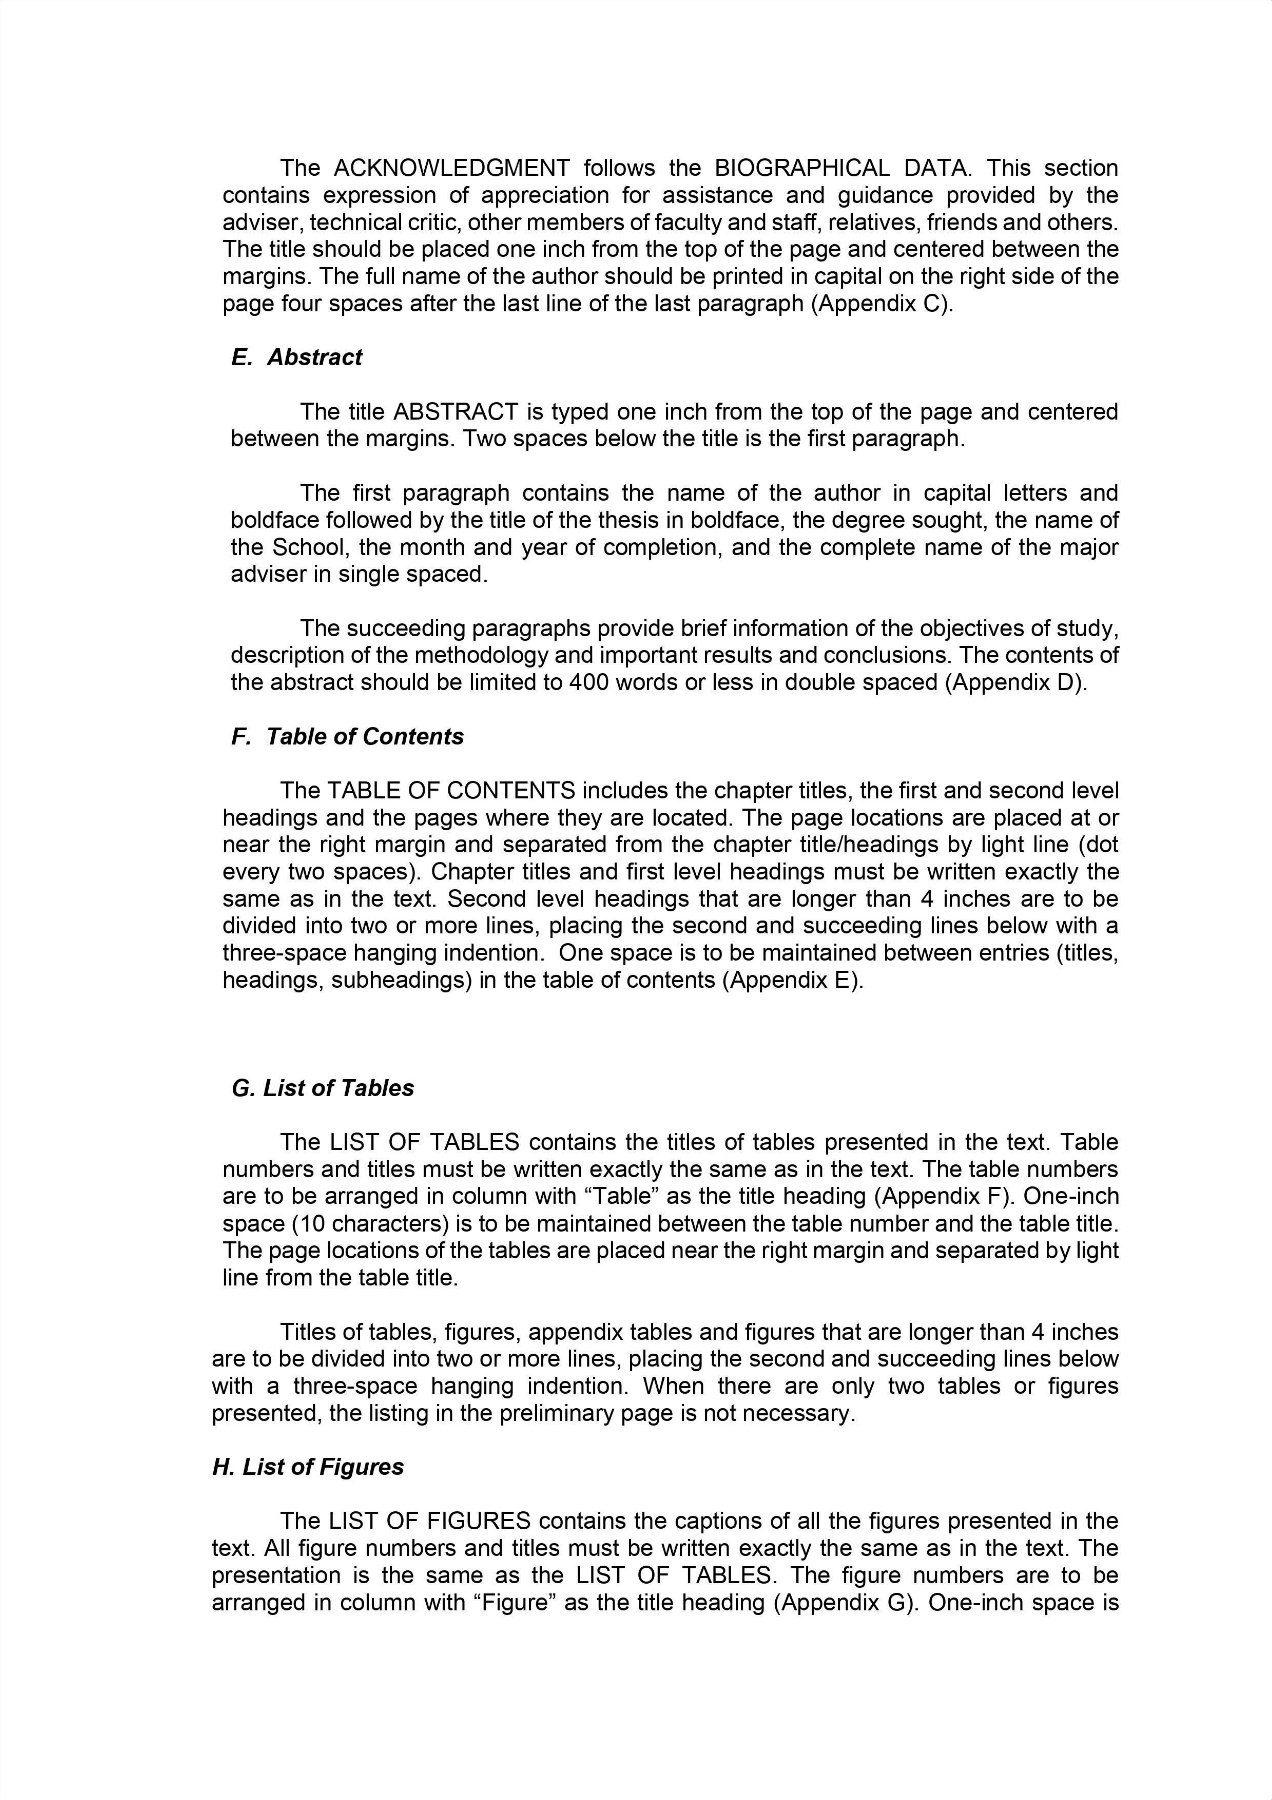 The ACKNOWLEDGMENT follows the BIOGRAPHICAL DATA. This section
contains expression of appreciation for assistance and guidance provided by the
adviser, technical critic, other members of faculty and staff, relatives, friends and others.
The title should be placed one inch from the top of the page and centered between the
margins. The full name of the author should be printed in capital on the right side of the
page four spaces after the last line of the last paragraph (Appendix C).
E. Abstract
The title ABSTRACT is typed one inch from the top of the page and centered
between the margins. Two spaces below the title is the first paragraph.
The first paragraph contains the name of the author in capital letters and
boldface followed by the title of the thesis in boldface, the degree sought, the name of
the School, the month and year of completion, and the complete name of the major
adviser in single spaced.
The succeeding paragraphs provide brief information of the objectives of study,
description of the methodology and important results and conclusions. The contents of
the abstract should be limited to 400 words or less in double spaced (Appendix D).
F. Table of Contents
The TABLE OF CONTENTS includes the chapter titles, the first and second level
headings and the pages where they are located. The page locations are placed at or
near the right margin and separated from the chapter title/headings by light line (dot
every two spaces). Chapter titles and first level headings must be written exactly the
same as in the text. Second level headings that are longer than 4 inches are to be
divided into two or more lines, placing the second and succeeding lines below with a
three-space hanging indention. One space is to be maintained between entries (titles,
headings, subheadings) in the table of contents (Appendix E).
G. List of Tables
The LIST OF TABLES contains the titles of tables presented in the text. Table
numbers and titles must be written exactly the same as in the text. The table numbers
are to be arranged in column with “Table” as the title heading (Appendix F). One-inch
space (10 characters) is to be maintained between the table number and the table title.
The page locations of the tables are placed near the right margin and separated by light
line from the table title.
Titles of tables, figures, appendix tables and figures that are longer than 4 inches
are to be divided into two or more lines, placing the second and succeeding lines below
with a three-space hanging indention. When there are only two tables or figures
presented, the listing in the preliminary page is not necessary.
H. List of Figures
The LIST OF FIGURES contains the captions of all the figures presented in the
text. All figure numbers and titles must be written exactly the same as in the text. The
presentation is the same as the LIST OF TABLES. The figure numbers are to be
arranged in column with “Figure” as the title heading (Appendix G). One-inch space is